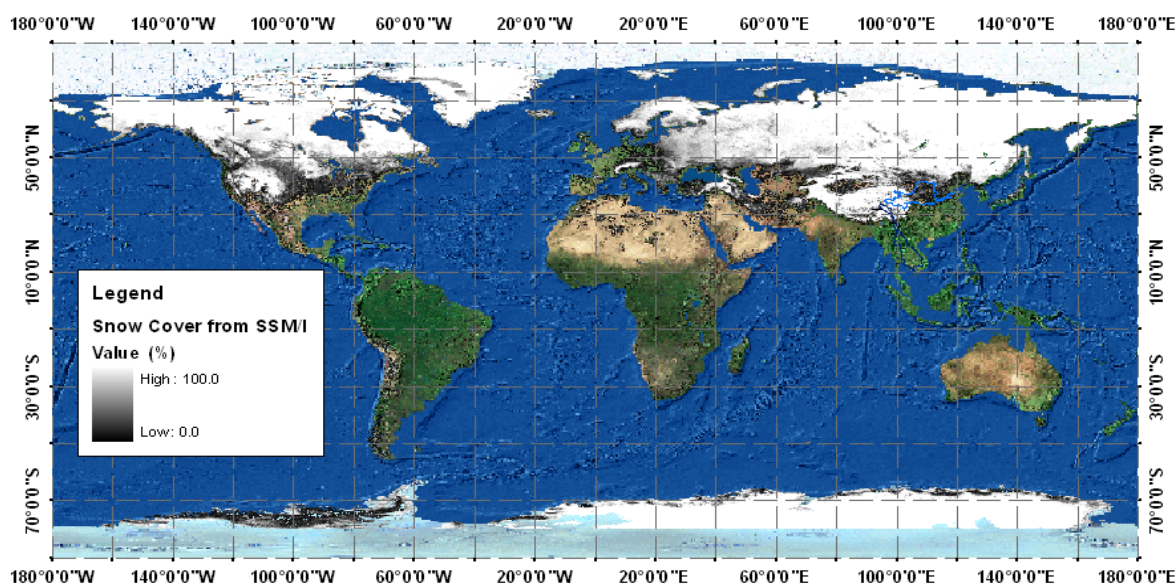 180°0'0"W 140°0'0"W 100°0'0"W 60°0'0"W 20°0'0"W 20°0'0"E 60°0'0"E 100°0'0"E 140°0'0"E 180°0'0"E
50°0'0"N 50°0'0"N
10°0'0"N 10°0'0"N
30°0'0"S 30°0'0"S
70°0'0"S 70°0'0"S
Legend
Snow Cover from SSM/I
Value (%)
High : 100.0
Low: 0.0
180°0'0"W 140°0'0"W 100°0'0"W 60°0'0"W 20°0'0"W 20°0'0"E 60°0'0"E 100°0'0"E 140°0'0"E 180°0'0"E